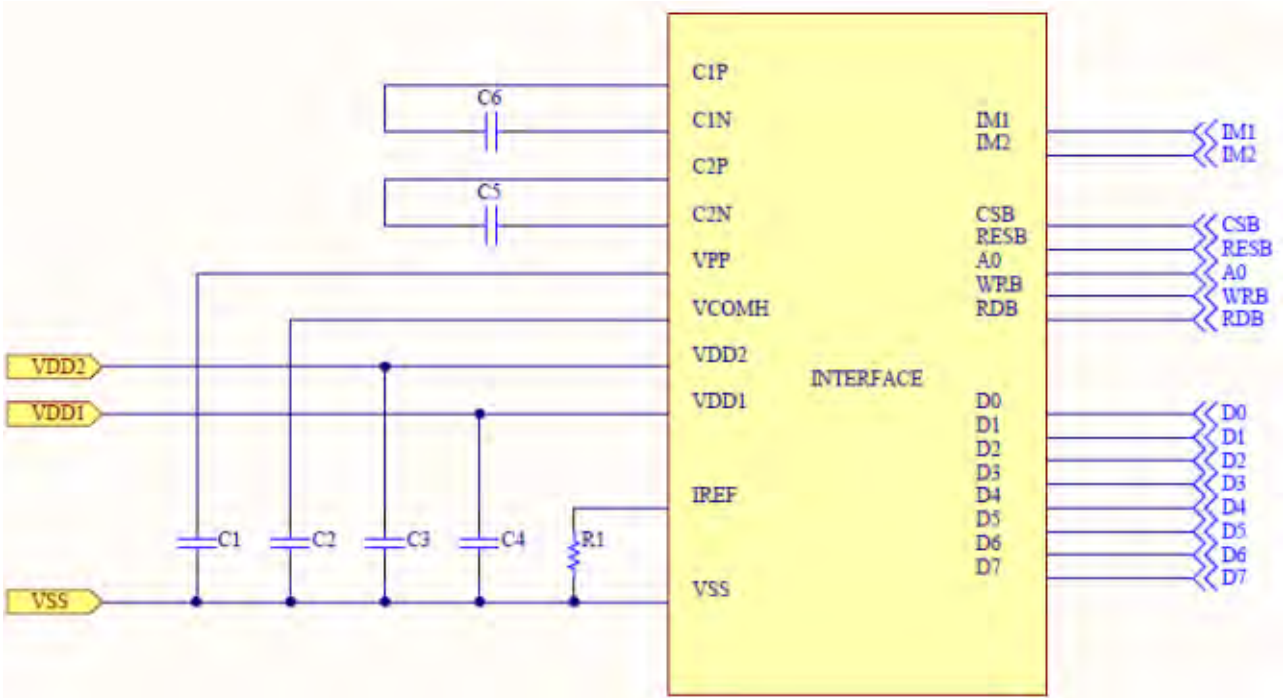 C1P
C6
C1N IM1 IM1
IM2 IM2
C2P
C5
C2N CSB CSB
RESB RESB
VPP A0 A0
WRB WRB
VCOMH RDB RDB
VDD2 VDD2
INTERFACE
VDD1 VDD1 D0 D0
D1 D1
D2 D2
D3 D3
IREF D4 D4
D5 D5
C1 C2 C3 C4 R1 D6 D6
D7 D7
VSS VSS